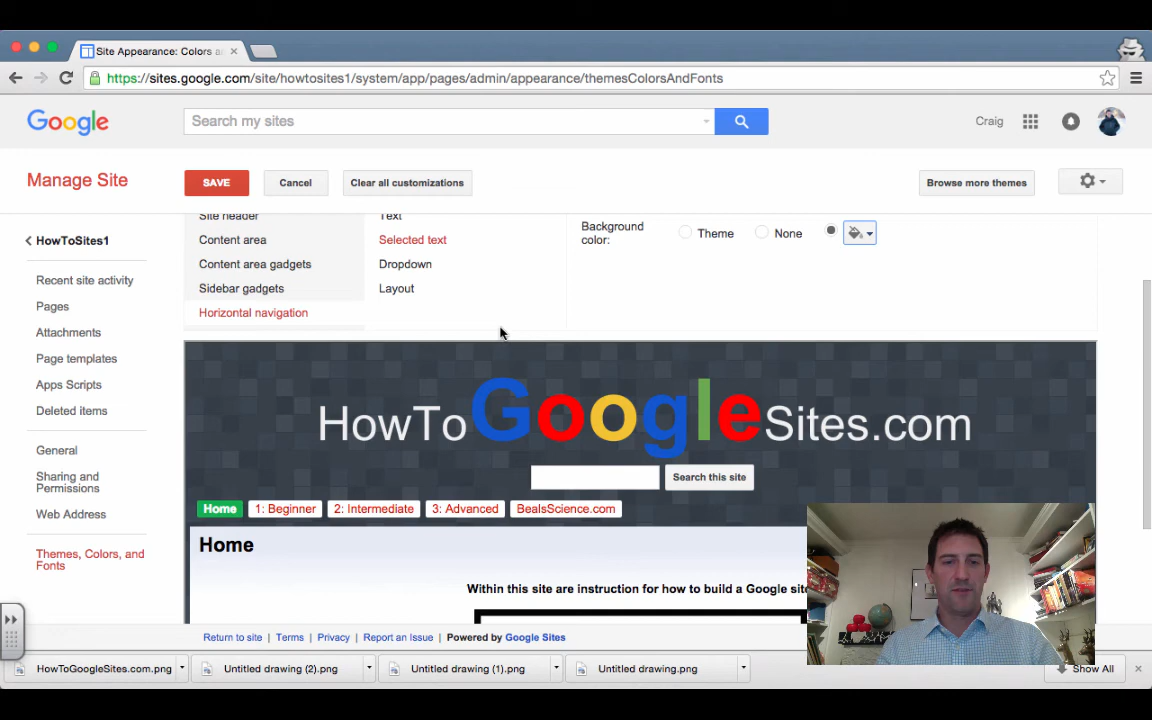 Site Appearance: Colors a
https://sites.google.com/site/howtosites1/system/app/pages/admin/appearance/themesColorsAndFonts
Google
Search my sites
Craig
Manage Site
SAVE
Cancel
Clear all customizations
Browse more themes
HowToSites1
Recent site activity
Pages
Attachments
Page templates
Apps Scripts
Deleted items
General
Sharing and
Permissions
Web Address
Themes, Colors, and
Fonts
Site header
Content area
Content area gadgets
Sidebar gadgets
Horizontal navigation
Text
Selected text
Dropdown
Layout
Background
color:
Theme
None
HowToGoogleSites.com
Search this site
Home
1: Beginner
2: Intermediate
3: Advanced
BealsScience.com
Home
Within this site are instruction for how to build a Google sit
Return to site
Terms
Privacy
Report an Issue
Powered by Google Sites
HowToGoogleSites.com.png
Untitled drawing (2).png
Untitled drawing (1).png
Untitled drawing.png
Show All